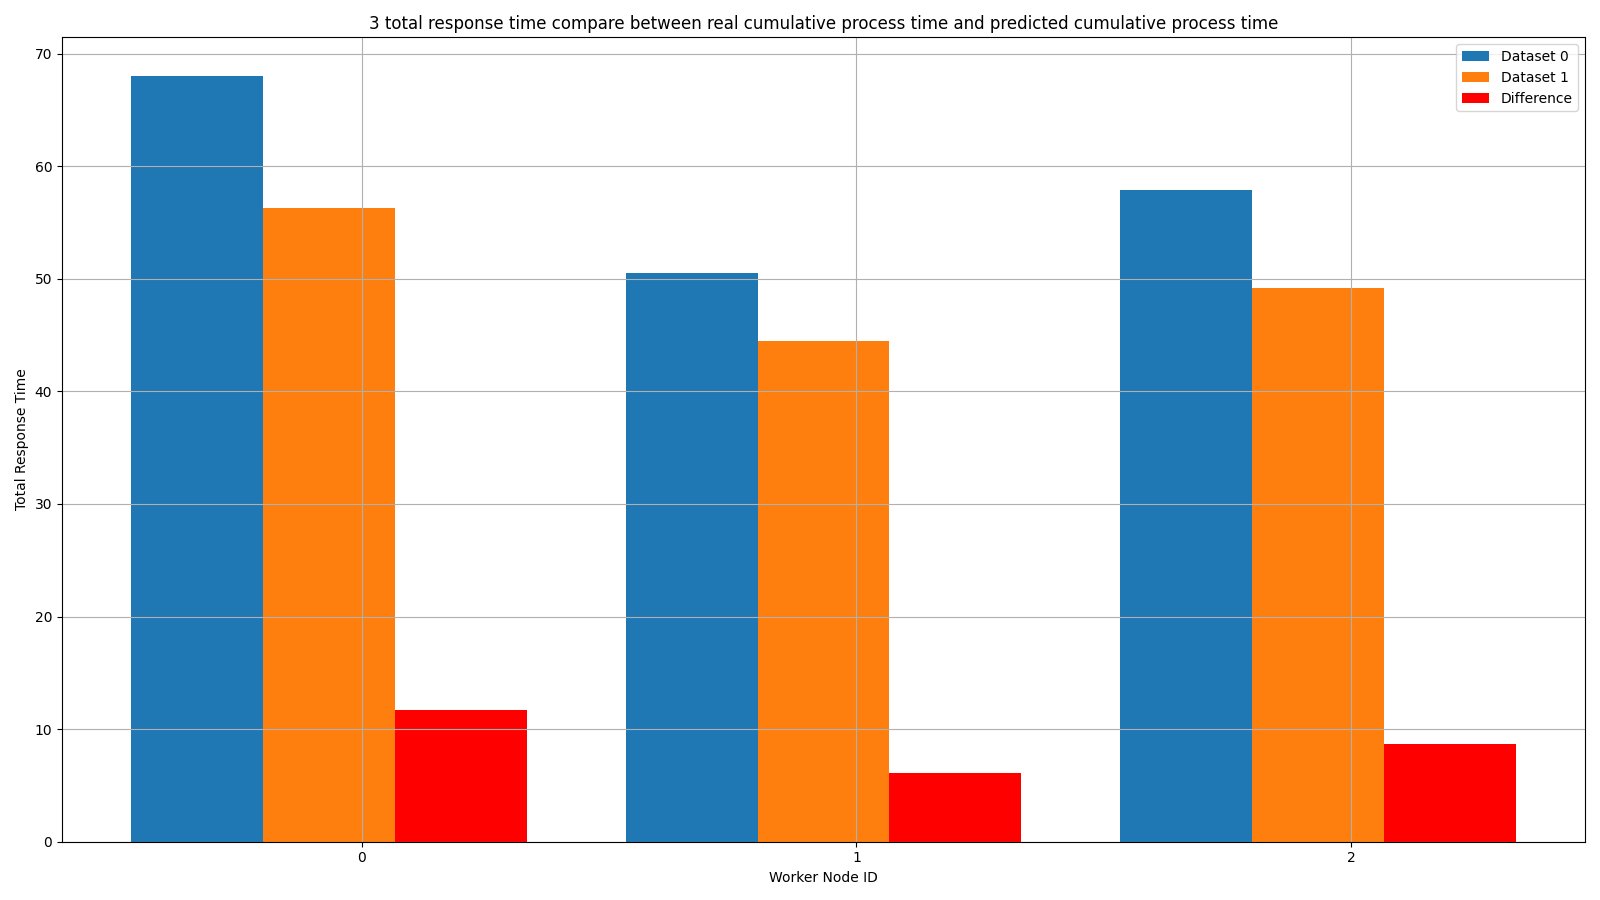 3 total response time compare between real cumulative process time and predicted cumulative process time
Dataset 0
Dataset 1
Difference
70
60
50
40
30
20
10
0
Total Response Time
0
1
2
Worker Node ID